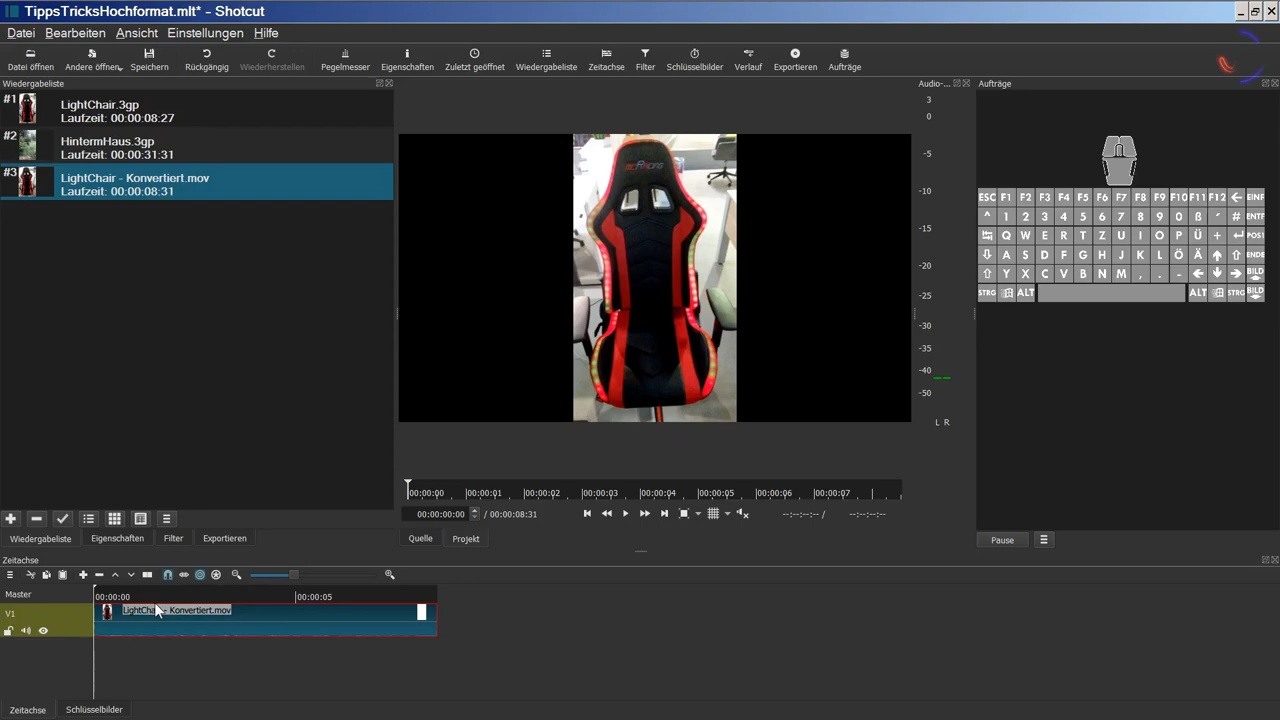 TippsTricksHochformat.mlt* - Shotcut
Datei Bearbeiten Ansicht Einstellungen Hilfe
Datei öffnen Andere öffnen Speichern Rückgängig Wiederherstellen Pegelmesser Eigenschaften Zuletzt geöffnet Wiedergabeliste Zeitachse Filter Schlüsselbilder Verlauf Exportieren Aufträge
Wiedergabeliste
#1 LightChair.3gp
Laufzeit: 00:00:08:27
#2 HintermHaus.3gp
Laufzeit: 00:00:31:31
#3 LightChair - Konvertiert.mov
Laufzeit: 00:00:08:31
Audio-...
3
0
-5
-10
-15
-20
-25
-30
-35
-40
-50
L R
Aufträge
ESC F1 F2 F3 F4 F5 F6 F7 F8 F9 F10 F11 F12 EINF
^ 1 2 3 4 5 6 7 8 9 0 ß ´ # ENTF
Q W E R T Z U I O P Ü + POS1
A S D F G H J K L Ö Ä ENDE
Y X C V B N M , . - BILD
STRG ALT ALT STRG BILD
00:00:00 00:00:01 00:00:02 00:00:03 00:00:04 00:00:05 00:00:06 00:00:07
00:00:00:00 / 00:00:08:31 --:--:--:-- / --:--:--:--
Quelle Projekt
Pause
Wiedergabeliste Eigenschaften Filter Exportieren
Zeitachse
Master 00:00:00 00:00:05
V1 LightCha - Konvertiert.mov
Zeitachse Schlüsselbilder